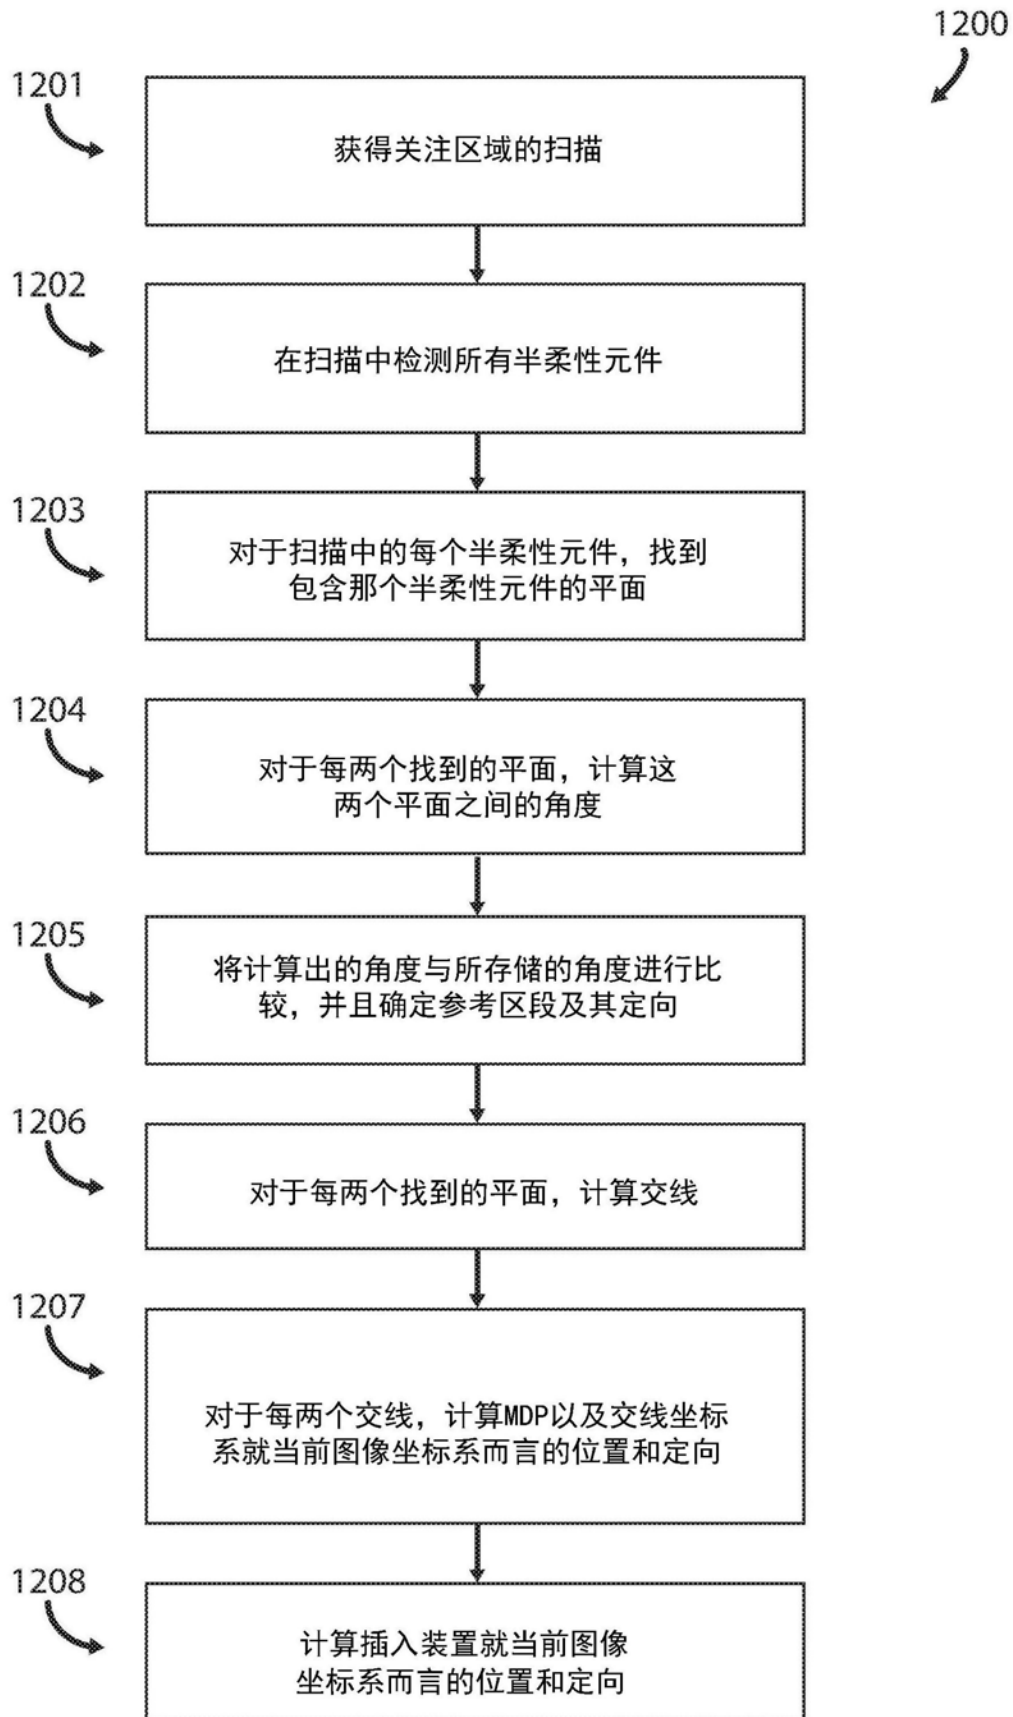 1200
1201
获得关注区域的扫描
1202
在扫描中检测所有半柔性元件
1203
对于扫描中的每个半柔性元件，找到
包含那个半柔性元件的平面
1204
对于每两个找到的平面，计算这
两个平面之间的角度
1205
将计算出的角度与所存储的角度进行比
较，并且确定参考区段及其定向
1206
对于每两个找到的平面，计算交线
1207
对于每两个交线，计算MDP以及交线坐标
系就当前图像坐标系而言的位置和定向
1208
计算插入装置就当前图像
坐标系而言的位置和定向